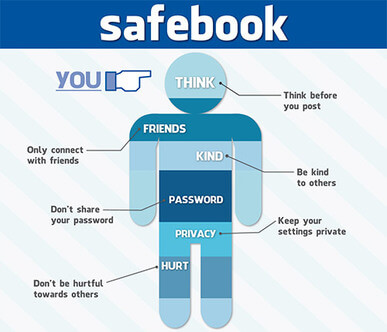 safebook
YOU
THINK
Think before
you post
FRIENDS
Only connect
with friends
KIND
Be kind
to others
PASSWORD
Don't share
your password
PRIVACY
Keep your
settings private
HURT
Don't be hurtful
towards others